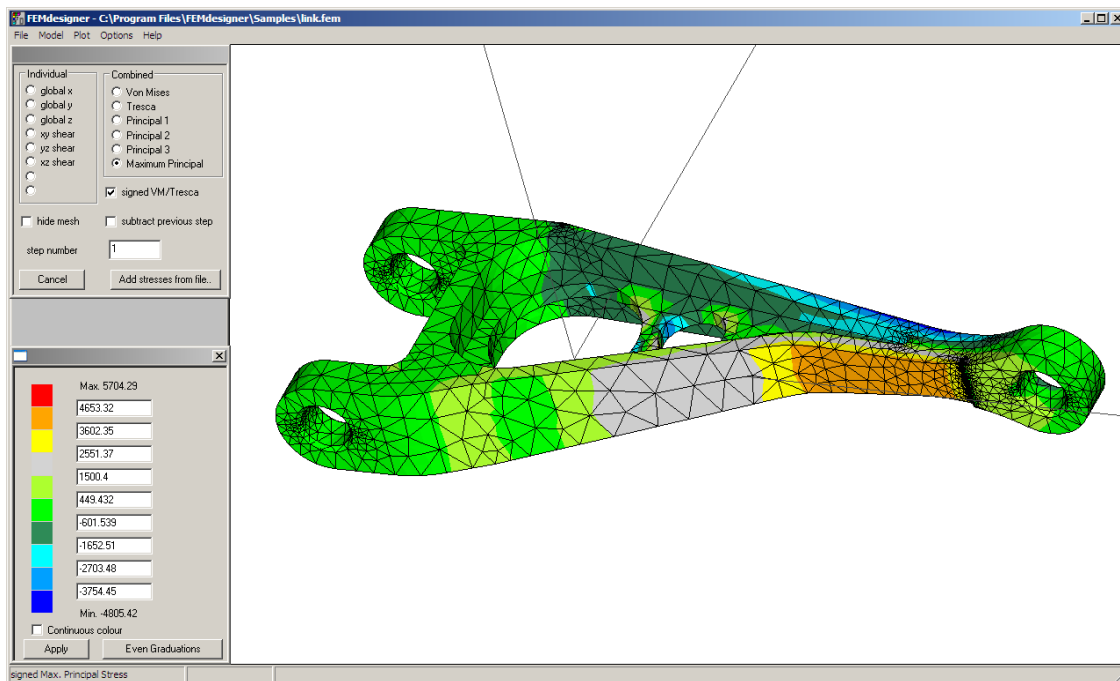 FEMdesigner - C:\Program Files\FEMdesigner\Samples\link.fem
File Model Plot Options Help
Individual
global x
global y
global z
xy shear
yz shear
xz shear
Combined
Von Mises
Tresca
Principal 1
Principal 2
Principal 3
Maximum Principal
signed VM/Tresca
hide mesh
subtract previous step
step number
1
Cancel
Add stresses from file..
Max. 5704.29
4653.32
3602.35
2551.37
1500.4
449.432
-601.539
-1652.51
-2703.48
-3754.45
Min. -4805.42
Continuous colour
Apply
Even Graduations
signed Max. Principal Stress